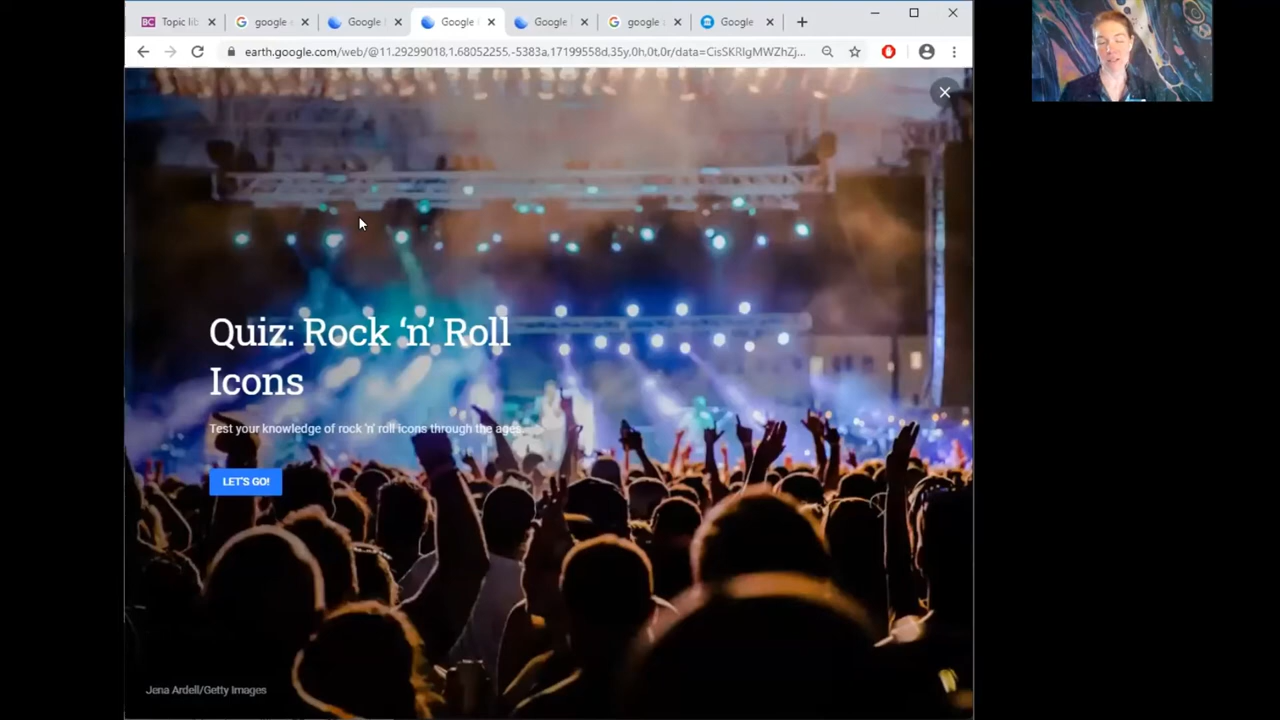 BC Topic lib
google e
Google
Google
Google
google
Google
earth.google.com/web/@11.29299018,1.68052255,-5383a,17199558d,35y,0h,0t,0r/data=CisSKRIgMWZhZj...
Quiz: Rock ‘n’ Roll
Icons
Test your knowledge of rock 'n' roll icons through the ages.
LET'S GO!
Jena Ardell/Getty Images